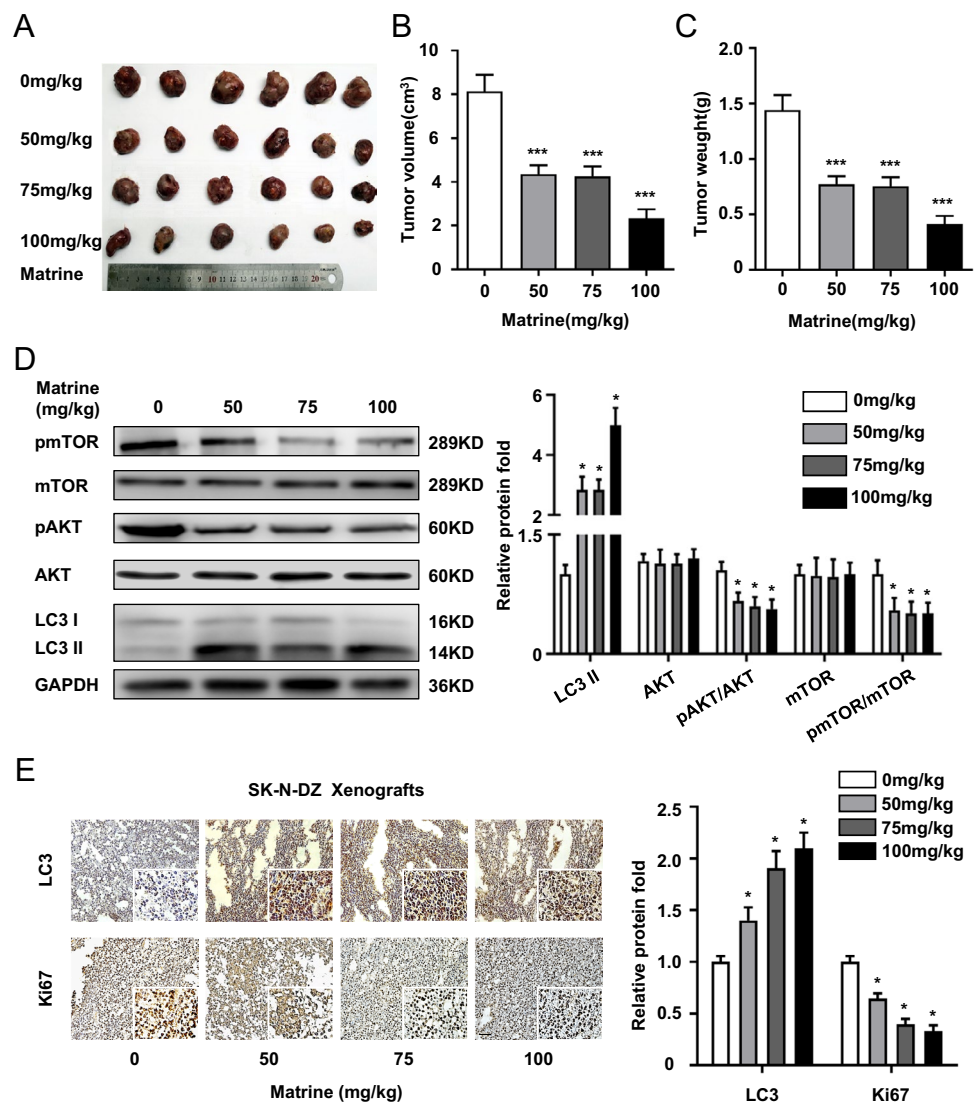 A
0mg/kg
50mg/kg
75mg/kg
100mg/kg
Matrine
B
Tumor volume(cm³)
10
8
6
4
2
0
***
***
***
0 50 75 100
Matrine(mg/kg)
C
Tumor weught(g)
2.0
1.5
1.0
0.5
0.0
***
***
***
0 50 75 100
Matrine(mg/kg)
D
Matrine
(mg/kg) 0 50 75 100
pmTOR 289KD
mTOR 289KD
pAKT 60KD
AKT 60KD
LC3 I 16KD
LC3 II 14KD
GAPDH 36KD
Relative protein fold
6
4
2
1.5
0
* * *
* * *
* * *
LC3 II
AKT
pAKT/AKT
mTOR
pmTOR/mTOR
0mg/kg
50mg/kg
75mg/kg
100mg/kg
E
SK-N-DZ Xenografts
LC3
Ki67
0 50 75 100
Matrine (mg/kg)
Relative protein fold
2.5
2.0
1.5
1.0
0.5
0
* * *
* * *
LC3 Ki67
0mg/kg
50mg/kg
75mg/kg
100mg/kg